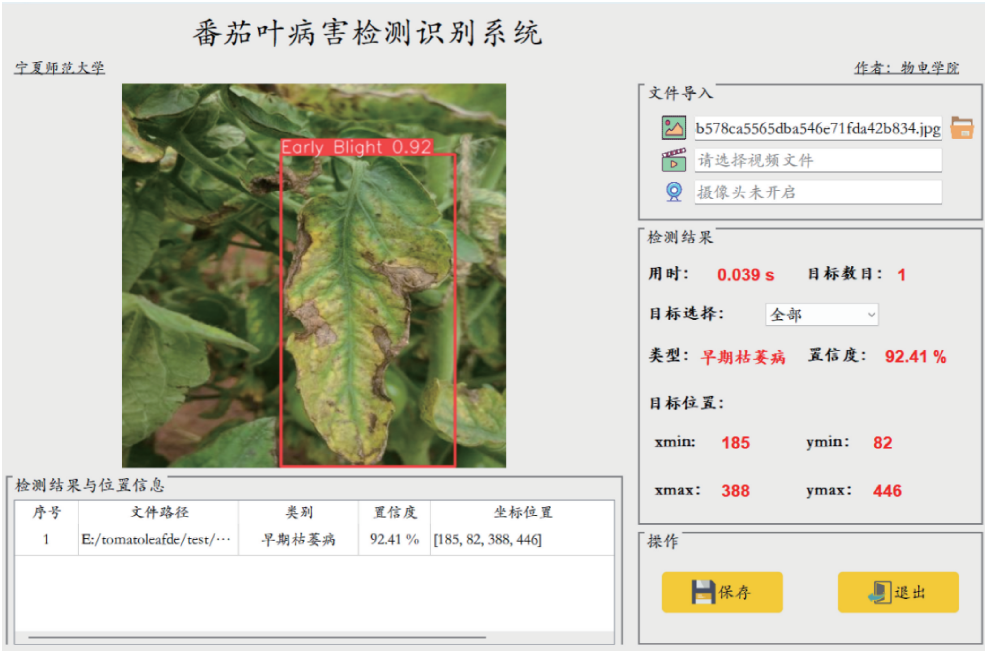 番茄叶病害检测识别系统
宁夏师范大学
作者：物电学院
Early Blight 0.92
文件导入
b578ca5565dba546e71fda42b834.jpg
请选择视频文件
摄像头未开启
检测结果
用时： 0.039 s 目标数目： 1
目标选择： 全部
类型： 早期枯萎病 置信度： 92.41 %
目标位置：
xmin: 185 ymin: 82
xmax: 388 ymax: 446
检测结果与位置信息
序号 文件路径 类别 置信度 坐标位置
1 E:/tomatoleafde/test/··· 早期枯萎病 92.41 % [185, 82, 388, 446]
操作
保存
退出